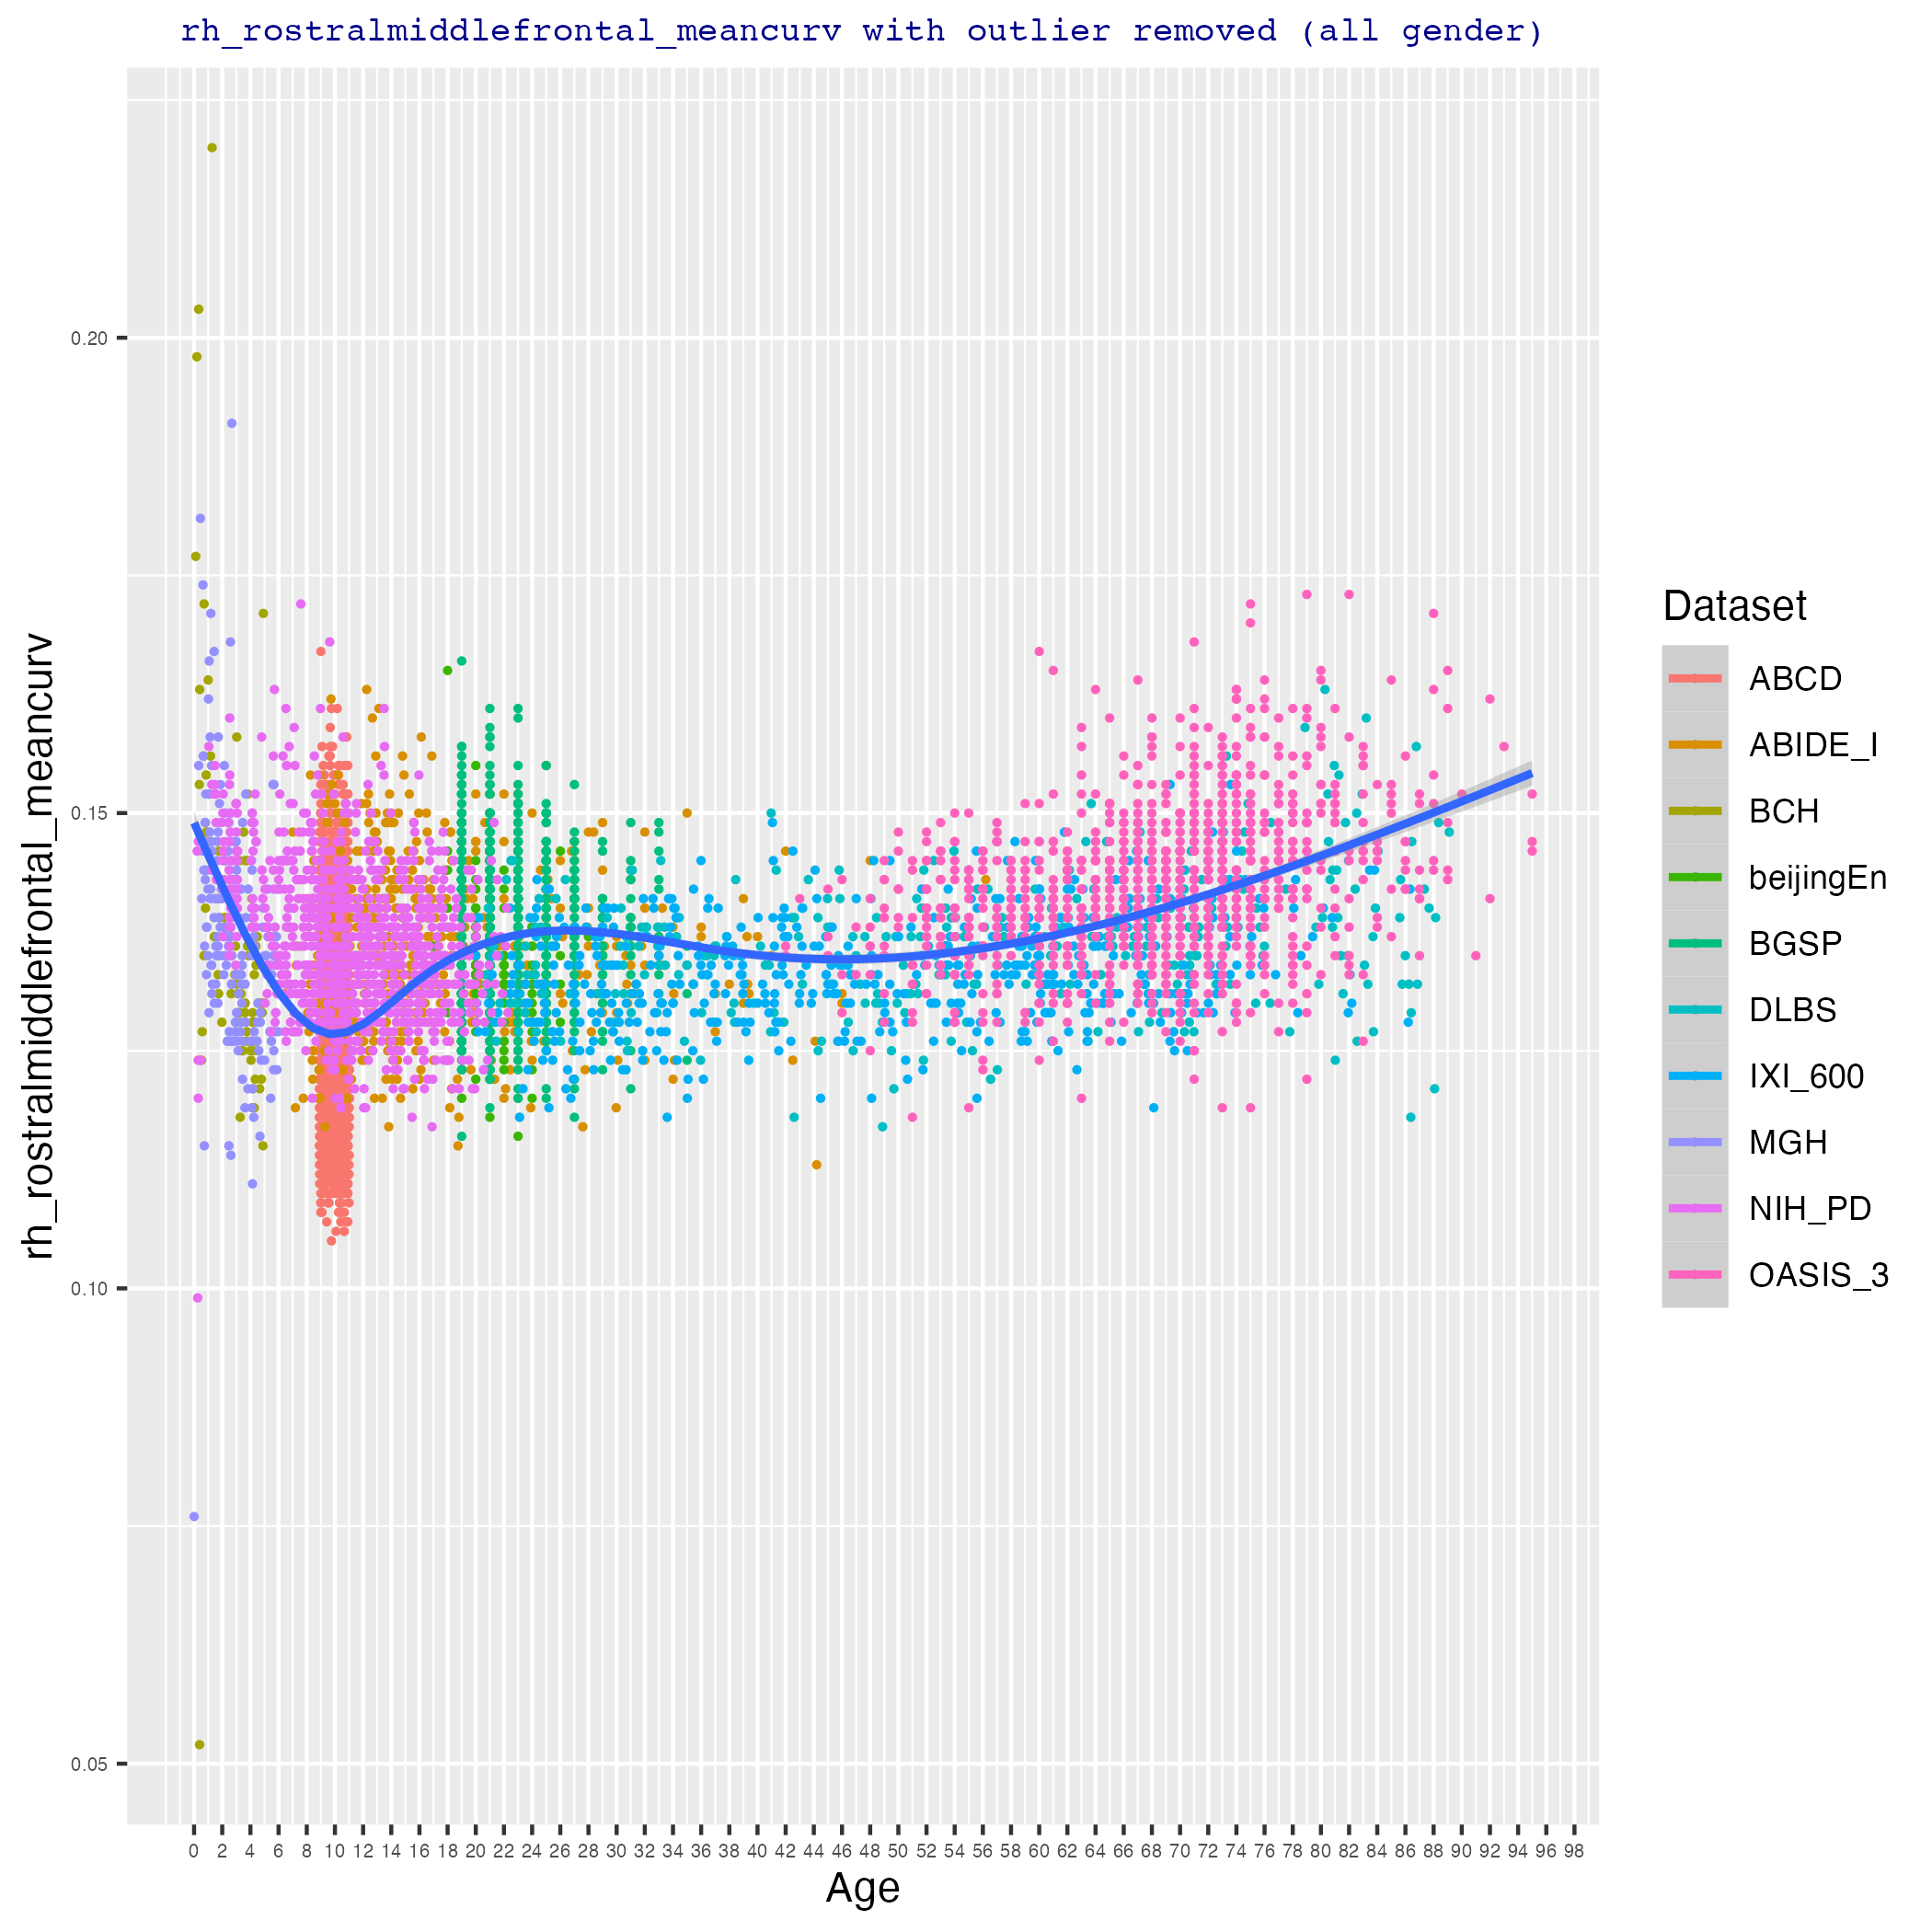 rh_rostralmiddlefrontal_meancurv with outlier removed (all gender)
rh_rostralmiddlefrontal_meancurv
0.20
0.15
0.10
0.05
0 2 4 6 8 10 12 14 16 18 20 22 24 26 28 30 32 34 36 38 40 42 44 46 48 50 52 54 56 58 60 62 64 66 68 70 72 74 76 78 80 82 84 86 88 90 92 94 96 98
Age
Dataset
ABCD
ABIDE_I
BCH
beijingEn
BGSP
DLBS
IXI_600
MGH
NIH_PD
OASIS_3